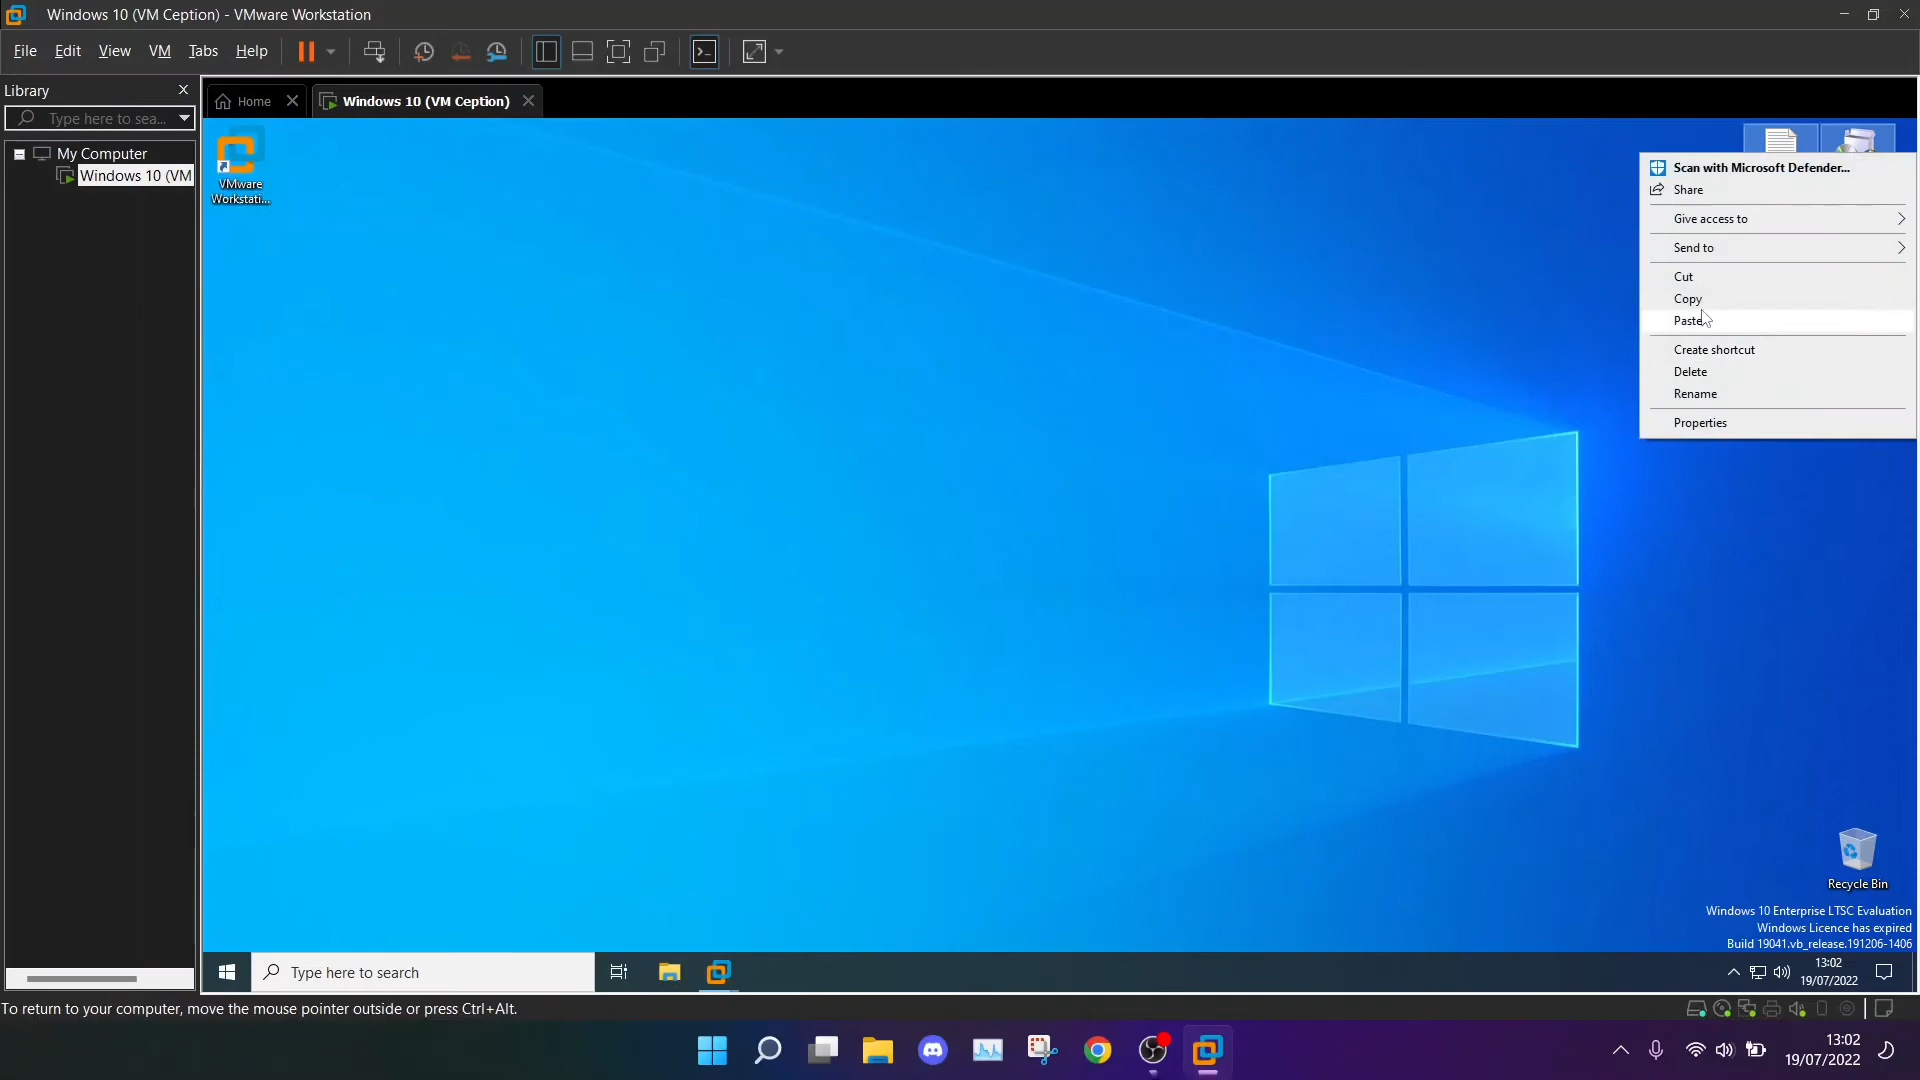 Windows 10 (VM Ception) - VMware Workstation
File Edit View VM Tabs Help
Library
Type here to sea...
My Computer
Windows 10 (VM
Home
Windows 10 (VM Ception)
VMware
Workstati...
Scan with Microsoft Defender...
Share
Give access to
Send to
Cut
Copy
Paste
Create shortcut
Delete
Rename
Properties
Recycle Bin
Windows 10 Enterprise LTSC Evaluation
Windows Licence has expired
Build 19041.vb_release.191206-1406
Type here to search
13:02
19/07/2022
To return to your computer, move the mouse pointer outside or press Ctrl+Alt.
13:02
19/07/2022